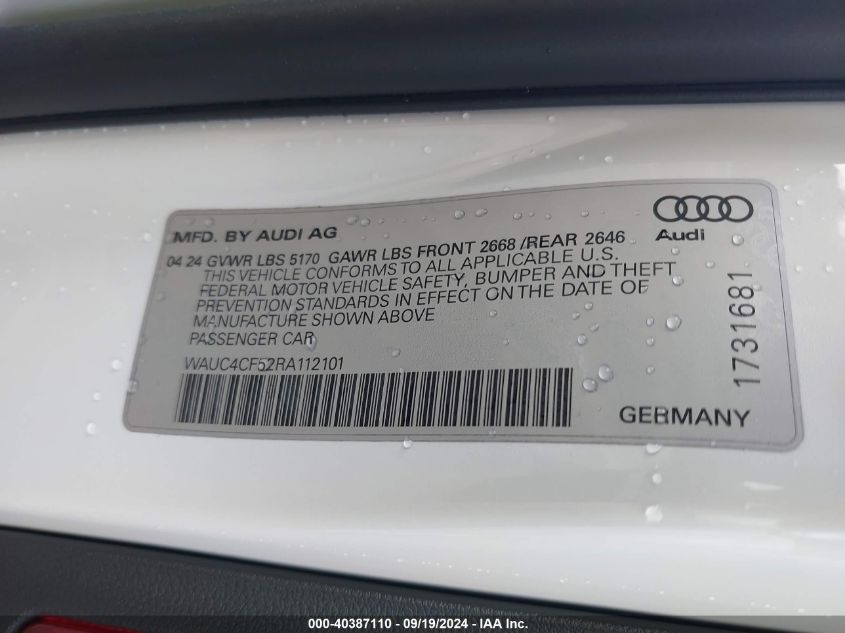 MFD. BY AUDI AG
Audi
04 24 GVWR LBS 5170 GAWR LBS FRONT 2668 /REAR 2646
THIS VEHICLE CONFORMS TO ALL APPLICABLE U.S.
FEDERAL MOTOR VEHICLE SAFETY, BUMPER AND THEFT
PREVENTION STANDARDS IN EFFECT ON THE DATE OF
MANUFACTURE SHOWN ABOVE
PASSENGER CAR
WAUC4CF52RA112101
1731681
GERMANY
000-40387110 - 09/19/2024 - IAA Inc.